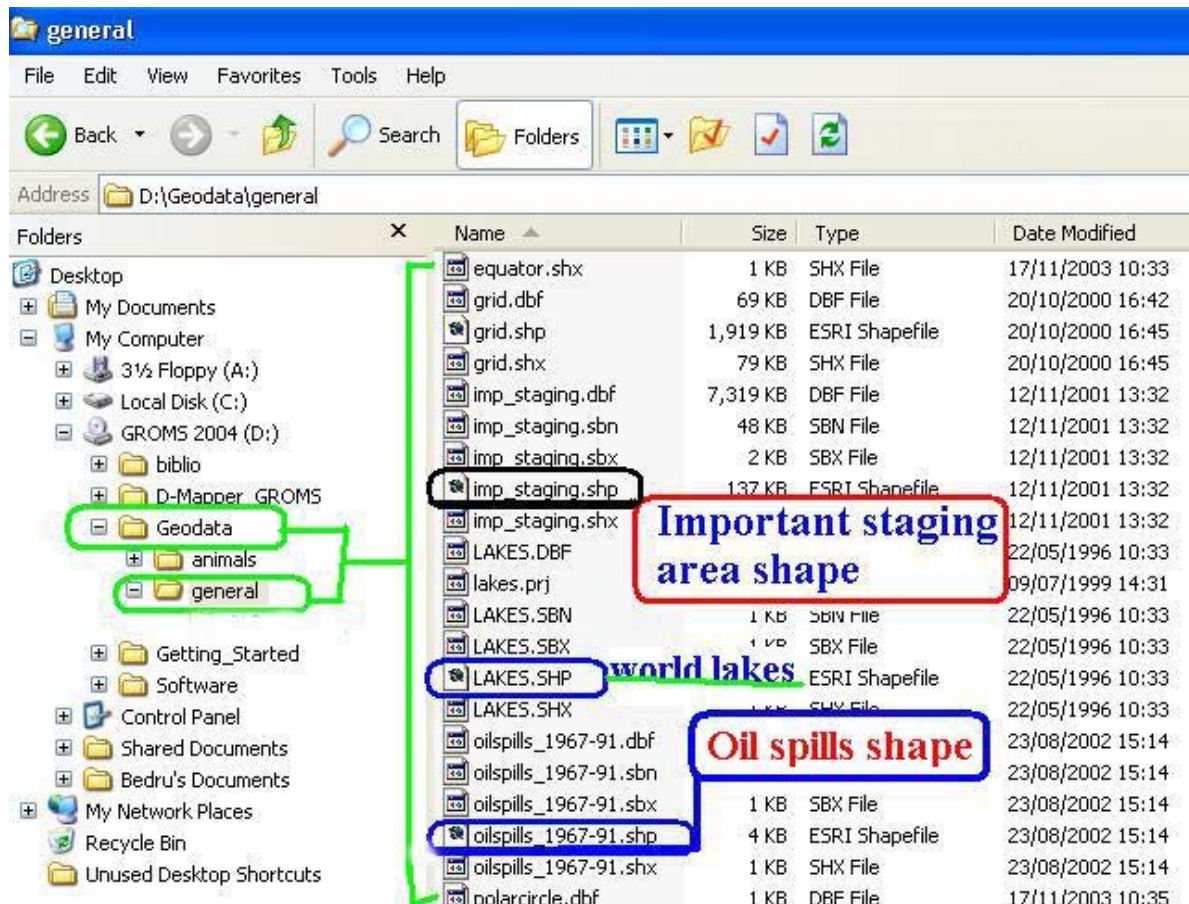 general
File Edit View Favorites Tools Help
Back Search Folders
Address D:\Geodata\general
Folders X
Desktop
My Documents
My Computer
3½ Floppy (A:)
Local Disk (C:)
GROMS 2004 (D:)
biblio
D-Mapper_GROMS
Geodata
animals
general
Getting_Started
Software
Control Panel
Shared Documents
Bedru's Documents
My Network Places
Recycle Bin
Unused Desktop Shortcuts
Name Size Type Date Modified
equator.shx 1 KB SHX File 17/11/2003 10:33
grid.dbf 69 KB DBF File 20/10/2000 16:42
grid.shp 1,919 KB ESRI Shapefile 20/10/2000 16:45
grid.shx 79 KB SHX File 20/10/2000 16:45
imp_staging.dbf 7,319 KB DBF File 12/11/2001 13:32
imp_staging.sbn 48 KB SBN File 12/11/2001 13:32
imp_staging.sbx 2 KB SBX File 12/11/2001 13:32
imp_staging.shp 137 KB ESRI Shapefile 12/11/2001 13:32
imp_staging.shx 12/11/2001 13:32
LAKES.DBF 22/05/1996 10:33
lakes.prj 09/07/1999 14:31
LAKES.SBN 1 KB SBN File 22/05/1996 10:33
LAKES.SBX SBX File 22/05/1996 10:33
LAKES.SHP ESRI Shapefile 22/05/1996 10:33
LAKES.SHX SHX File 22/05/1996 10:33
oilspills_1967-91.dbf 23/08/2002 15:14
oilspills_1967-91.sbn 23/08/2002 15:14
oilspills_1967-91.sbx 1 KB SBX File 23/08/2002 15:14
oilspills_1967-91.shp 4 KB ESRI Shapefile 23/08/2002 15:14
oilspills_1967-91.shx 1 KB SHX File 23/08/2002 15:14
polarcircle.dbf 1 KB DBF File 17/11/2003 10:35
Important staging
area shape
world lakes
Oil spills shape